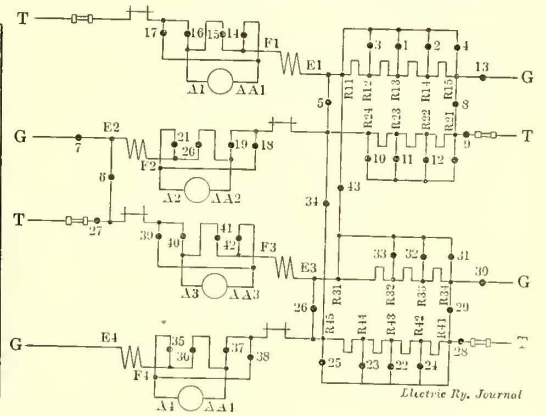 T 17 16 15 14 F1 3 1 2 4 13
E1 R11 R12 R13 R14 R15 G
A1 AA1 5 R24 R23 R22 R21 8
G 7 E2 21 20 19 18 10 11 12 9 T
F2 6 A2 AA2 34 43
T 27 39 40 41 42 F3 33 32 31
E3 R31 R32 R33 R34 30 G
A3 AA3 26 R45 R44 R43 R42 R41 29
G E4 35 36 37 38 25 23 22 24 28 T
F4 A4 AA4
Electric Ry. Journal